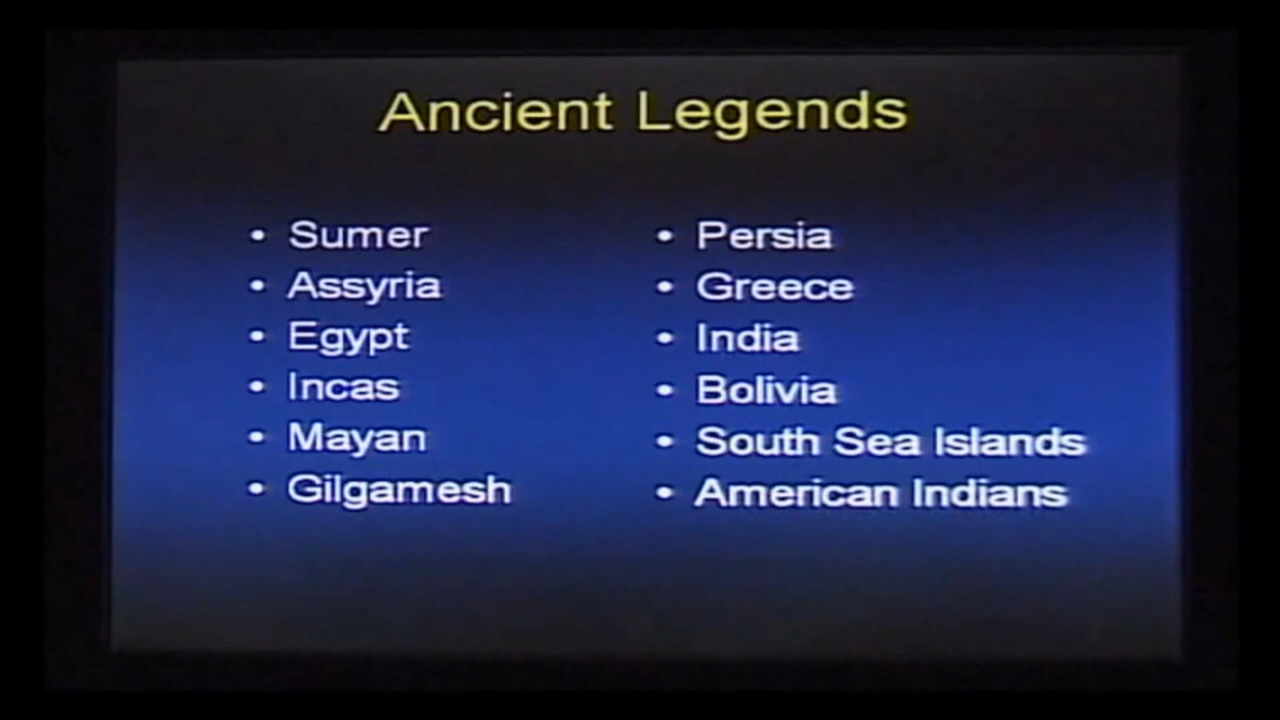 Ancient Legends
• Sumer
• Assyria
• Egypt
• Incas
• Mayan
• Gilgamesh
• Persia
• Greece
• India
• Bolivia
• South Sea Islands
• American Indians